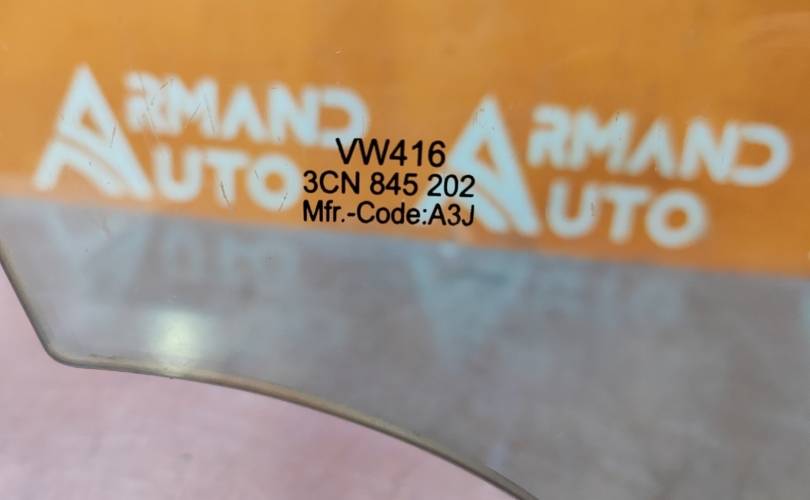 ARMAND
AUTO
ARMAND
AUTO
VW416
3CN 845 202
Mfr.-Code:A3J